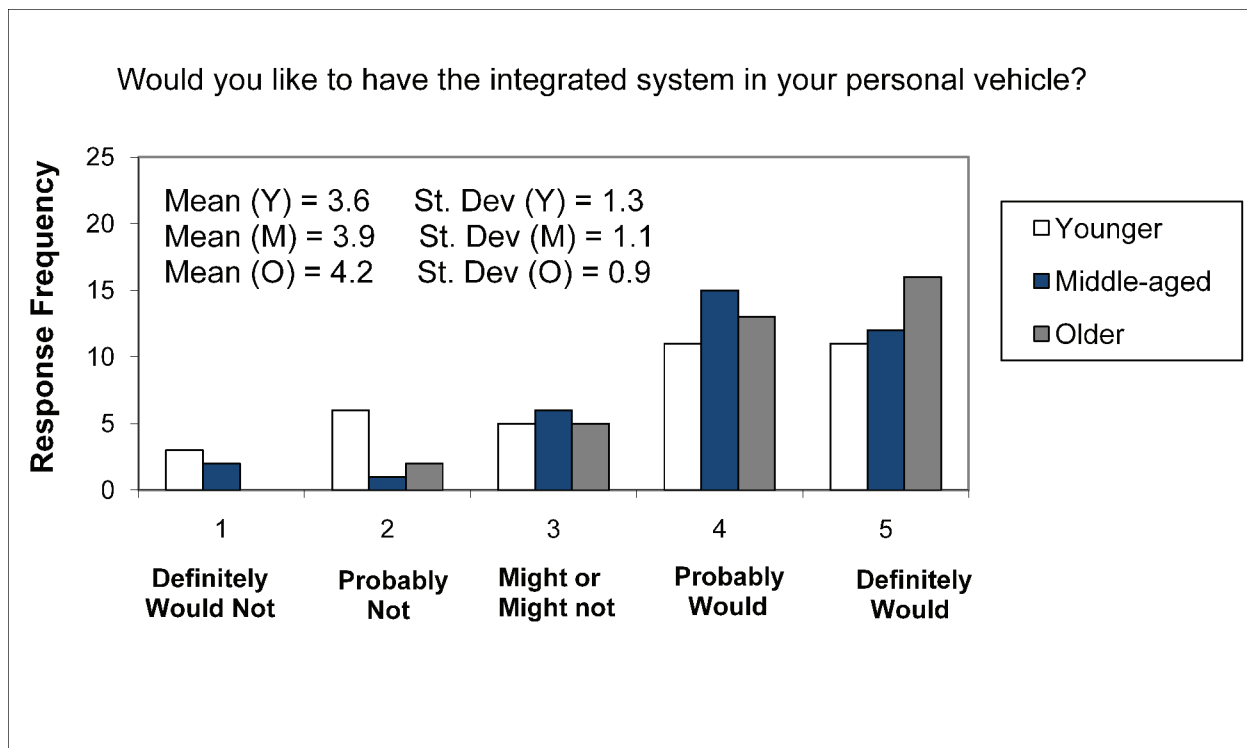 Would you like to have the integrated system in your personal vehicle?
25
20
15
10
5
0
Response Frequency
Mean (Y) = 3.6 St. Dev (Y) = 1.3
Mean (M) = 3.9 St. Dev (M) = 1.1
Mean (O) = 4.2 St. Dev (O) = 0.9
Younger
Middle-aged
Older
1
2
3
4
5
Definitely
Would Not
Probably
Not
Might or
Might not
Probably
Would
Definitely
Would